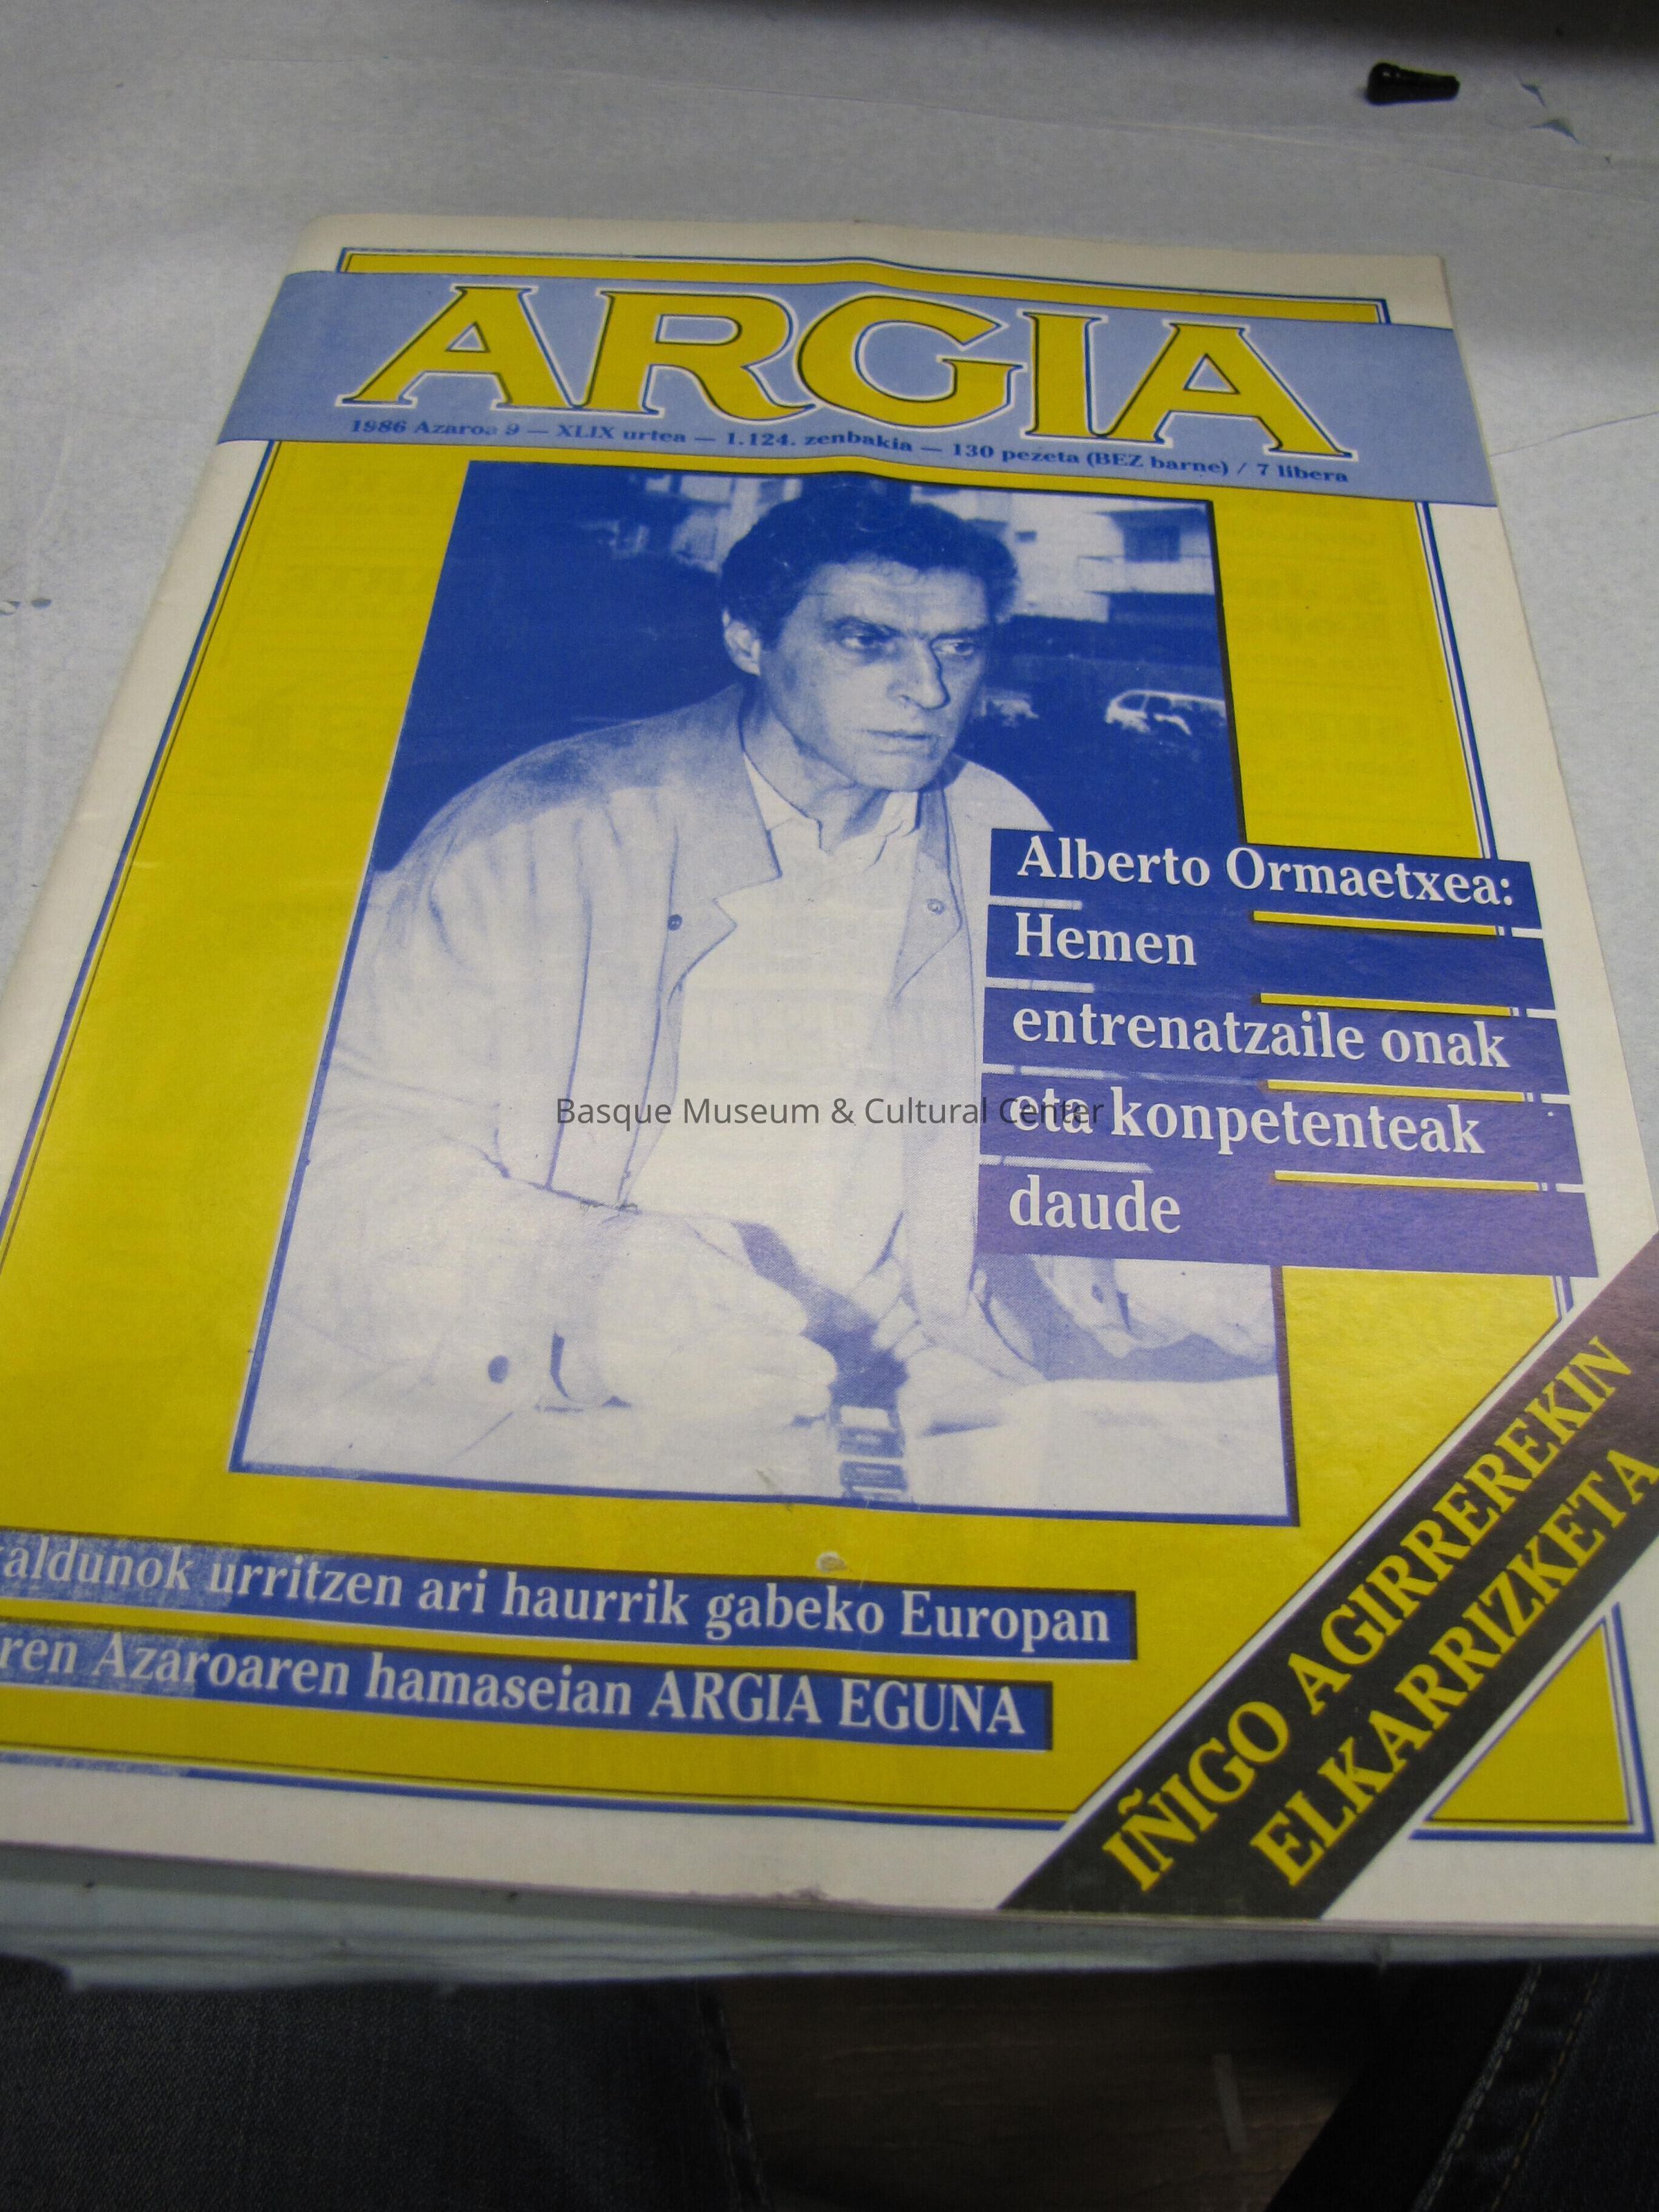 ARGIA
1986 Azaroa 9 — XLIX urtea — 1.124. zenbakia — 130 pezeta (BEZ barne) / 7 libera
Alberto Ormaetxea:
Hemen
entrenatzaile onak
eta konpetenteak
daude
Basque Museum & Cultural Center
urritzen ari haurrik gabeko Europan
Azaroaren hamaseian ARGIA EGUNA
IÑIGO AGIRREREKIN
ELKARRIZKETA